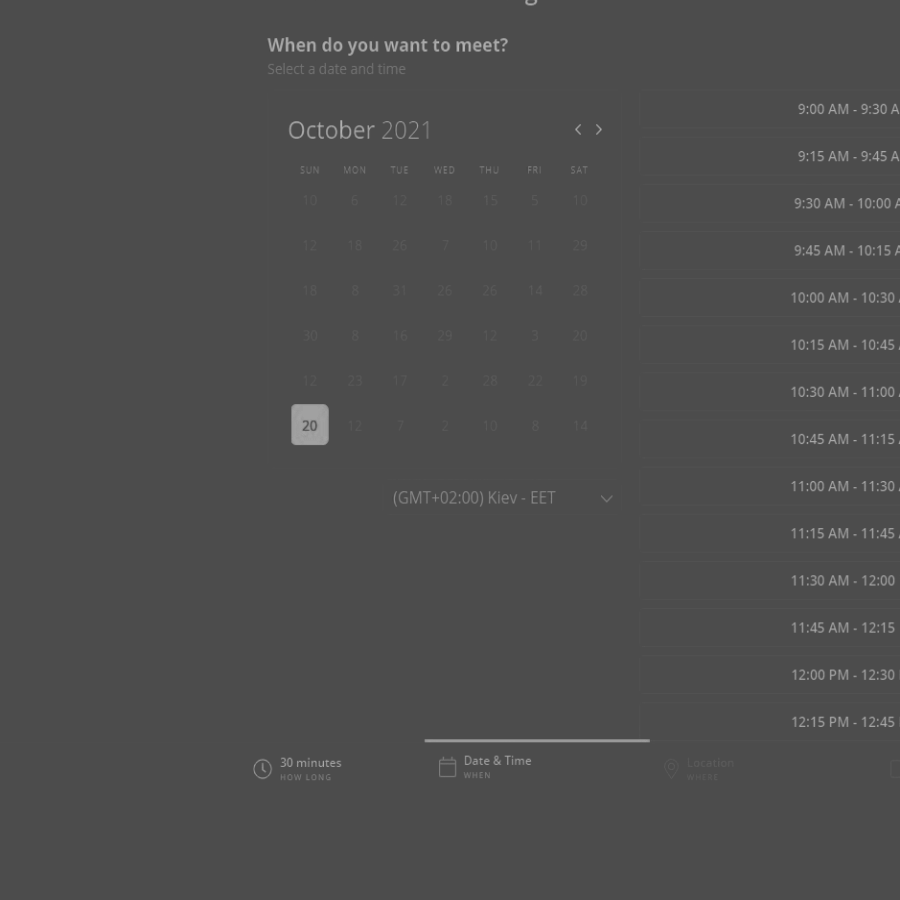 When do you want to meet?
Select a date and time
October 2021
SUN MON TUE WED THU FRI SAT
10 6 12 18 15 5 10
12 18 26 7 10 11 29
18 8 31 26 26 14 28
30 8 16 29 12 3 20
12 23 17 2 28 22 19
20 12 7 2 10 8 14
(GMT+02:00) Kiev - EET
9:00 AM - 9:30 A
9:15 AM - 9:45 A
9:30 AM - 10:00 A
9:45 AM - 10:15 A
10:00 AM - 10:30
10:15 AM - 10:45
10:30 AM - 11:00
10:45 AM - 11:15
11:00 AM - 11:30
11:15 AM - 11:45
11:30 AM - 12:00
11:45 AM - 12:15
12:00 PM - 12:30
12:15 PM - 12:45
30 minutes
HOW LONG
Date & Time
WHEN
Location
WHERE